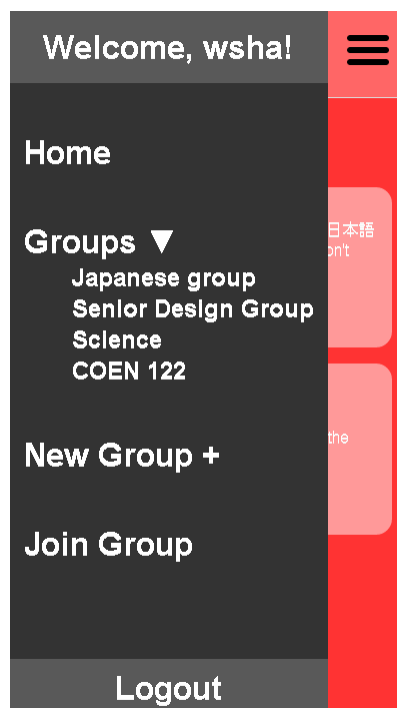 Welcome, wsha!
Home
Groups ▼
Japanese group
Senior Design Group
Science
COEN 122
New Group +
Join Group
Logout
日本語
on't
the